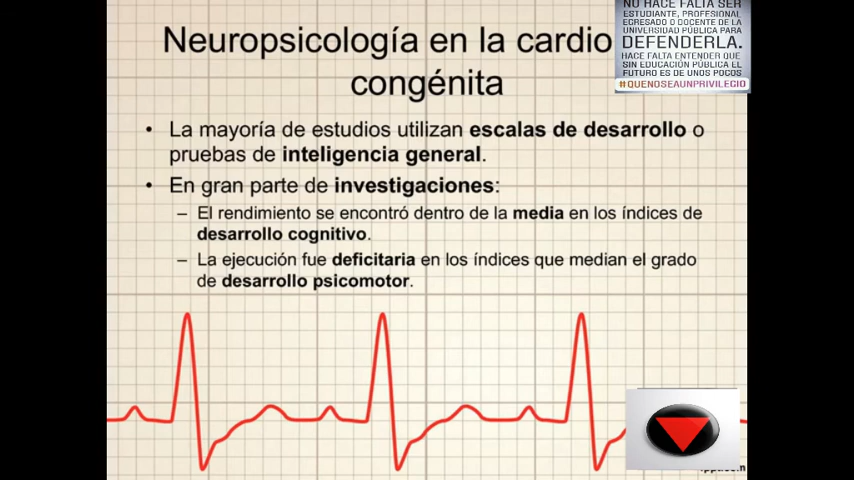 NO HACE FALTA SER
ESTUDIANTE, PROFESIONAL
EGRESADO O DOCENTE DE LA
UNIVERSIDAD PÚBLICA PARA
DEFENDERLA.
HACE FALTA ENTENDER QUE
SIN EDUCACIÓN PÚBLICA EL
FUTURO ES DE UNOS POCOS
#QUENOSEAUNPRIVILEGIO
Neuropsicología en la cardio
congénita
• La mayoría de estudios utilizan escalas de desarrollo o
pruebas de inteligencia general.
• En gran parte de investigaciones:
– El rendimiento se encontró dentro de la media en los índices de
desarrollo cognitivo.
– La ejecución fue deficitaria en los índices que median el grado
de desarrollo psicomotor.